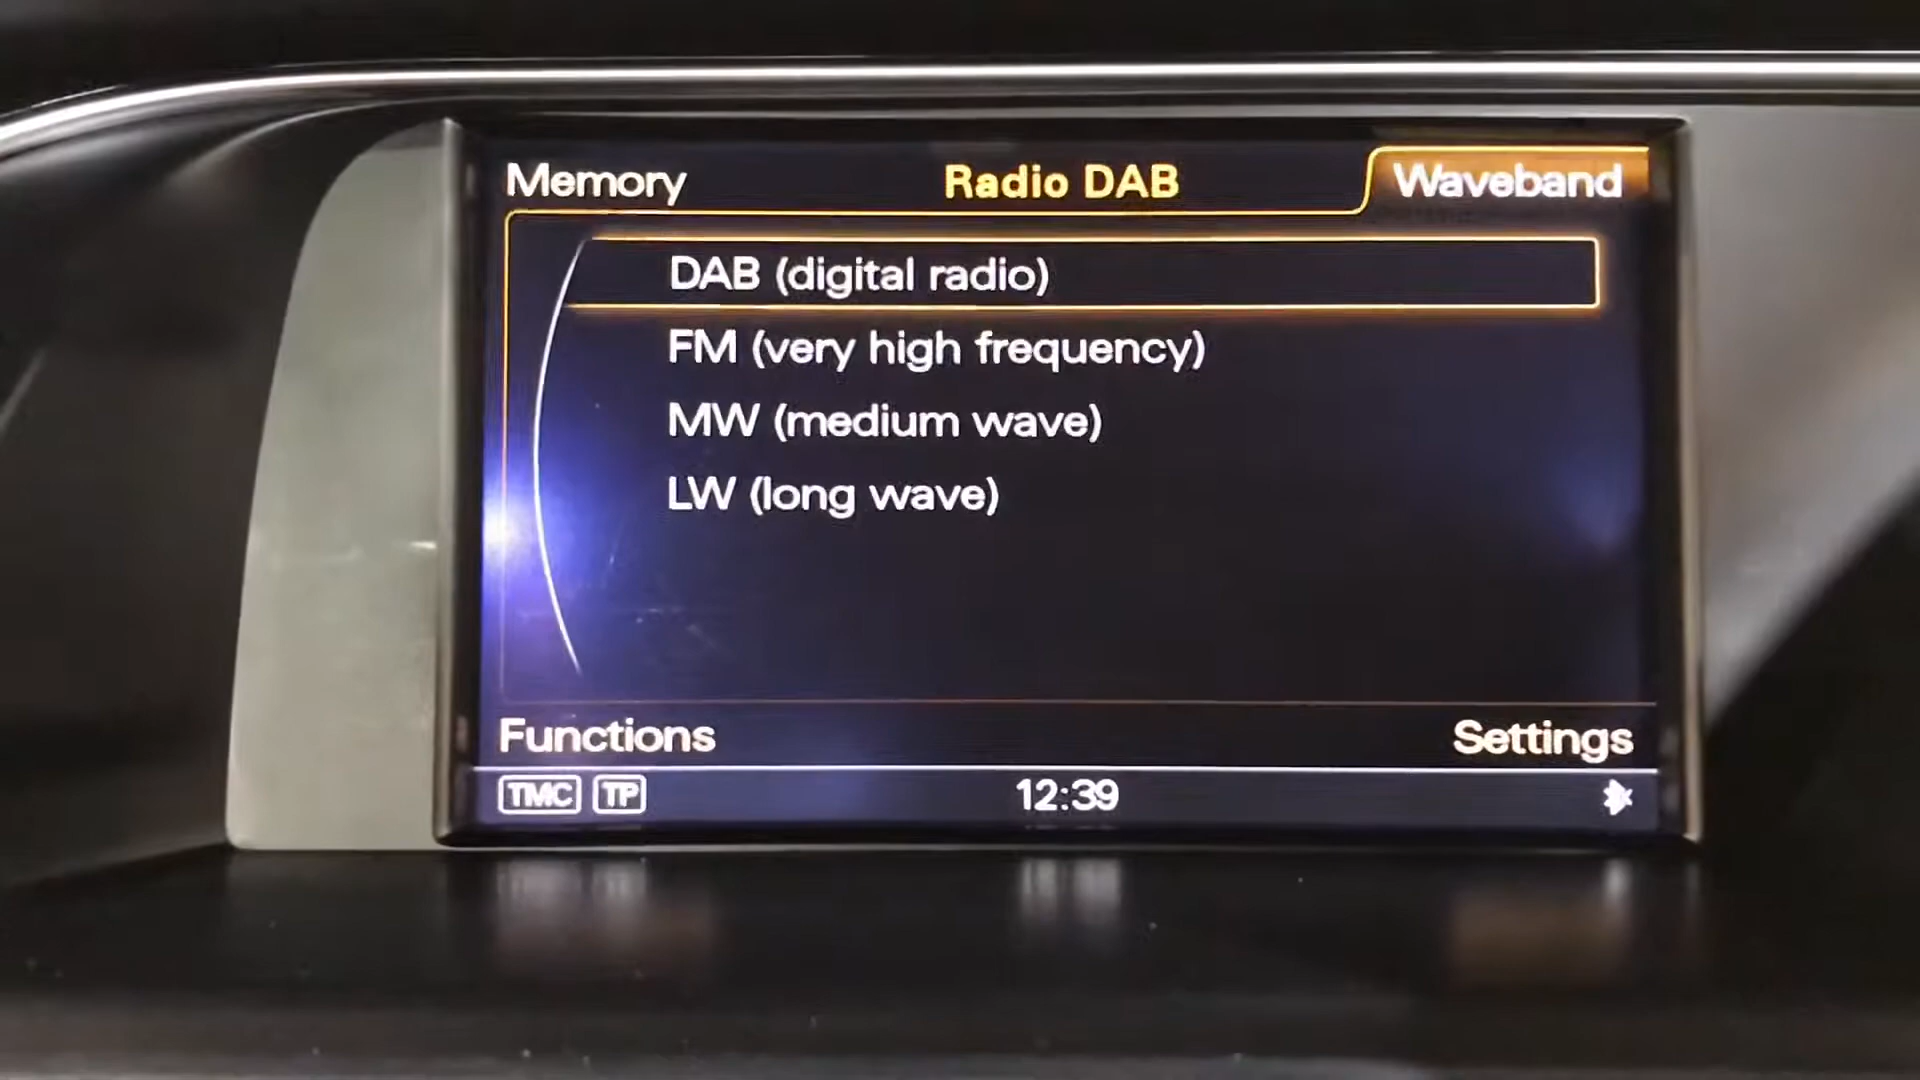 Memory Radio DAB Waveband
DAB (digital radio)
FM (very high frequency)
MW (medium wave)
LW (long wave)
Functions Settings
TMC TP 12:39